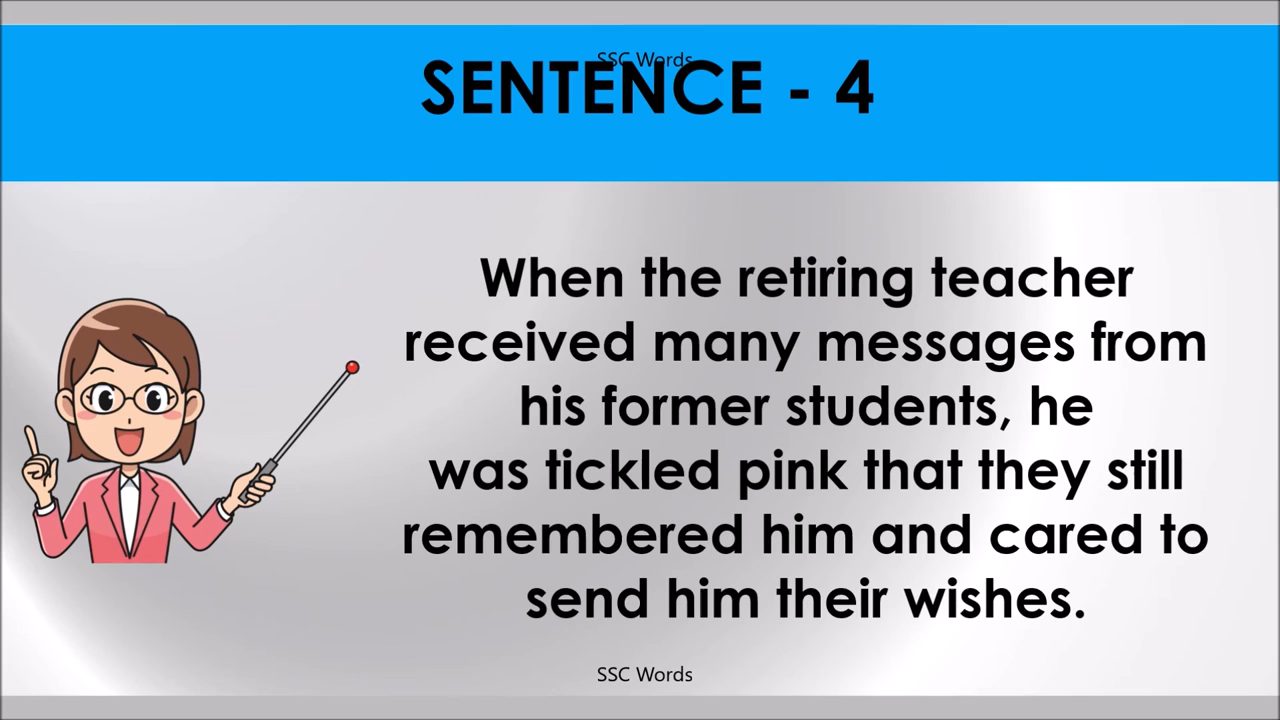 SSC Words
SENTENCE - 4
When the retiring teacher
received many messages from
his former students, he
was tickled pink that they still
remembered him and cared to
send him their wishes.
SSC Words